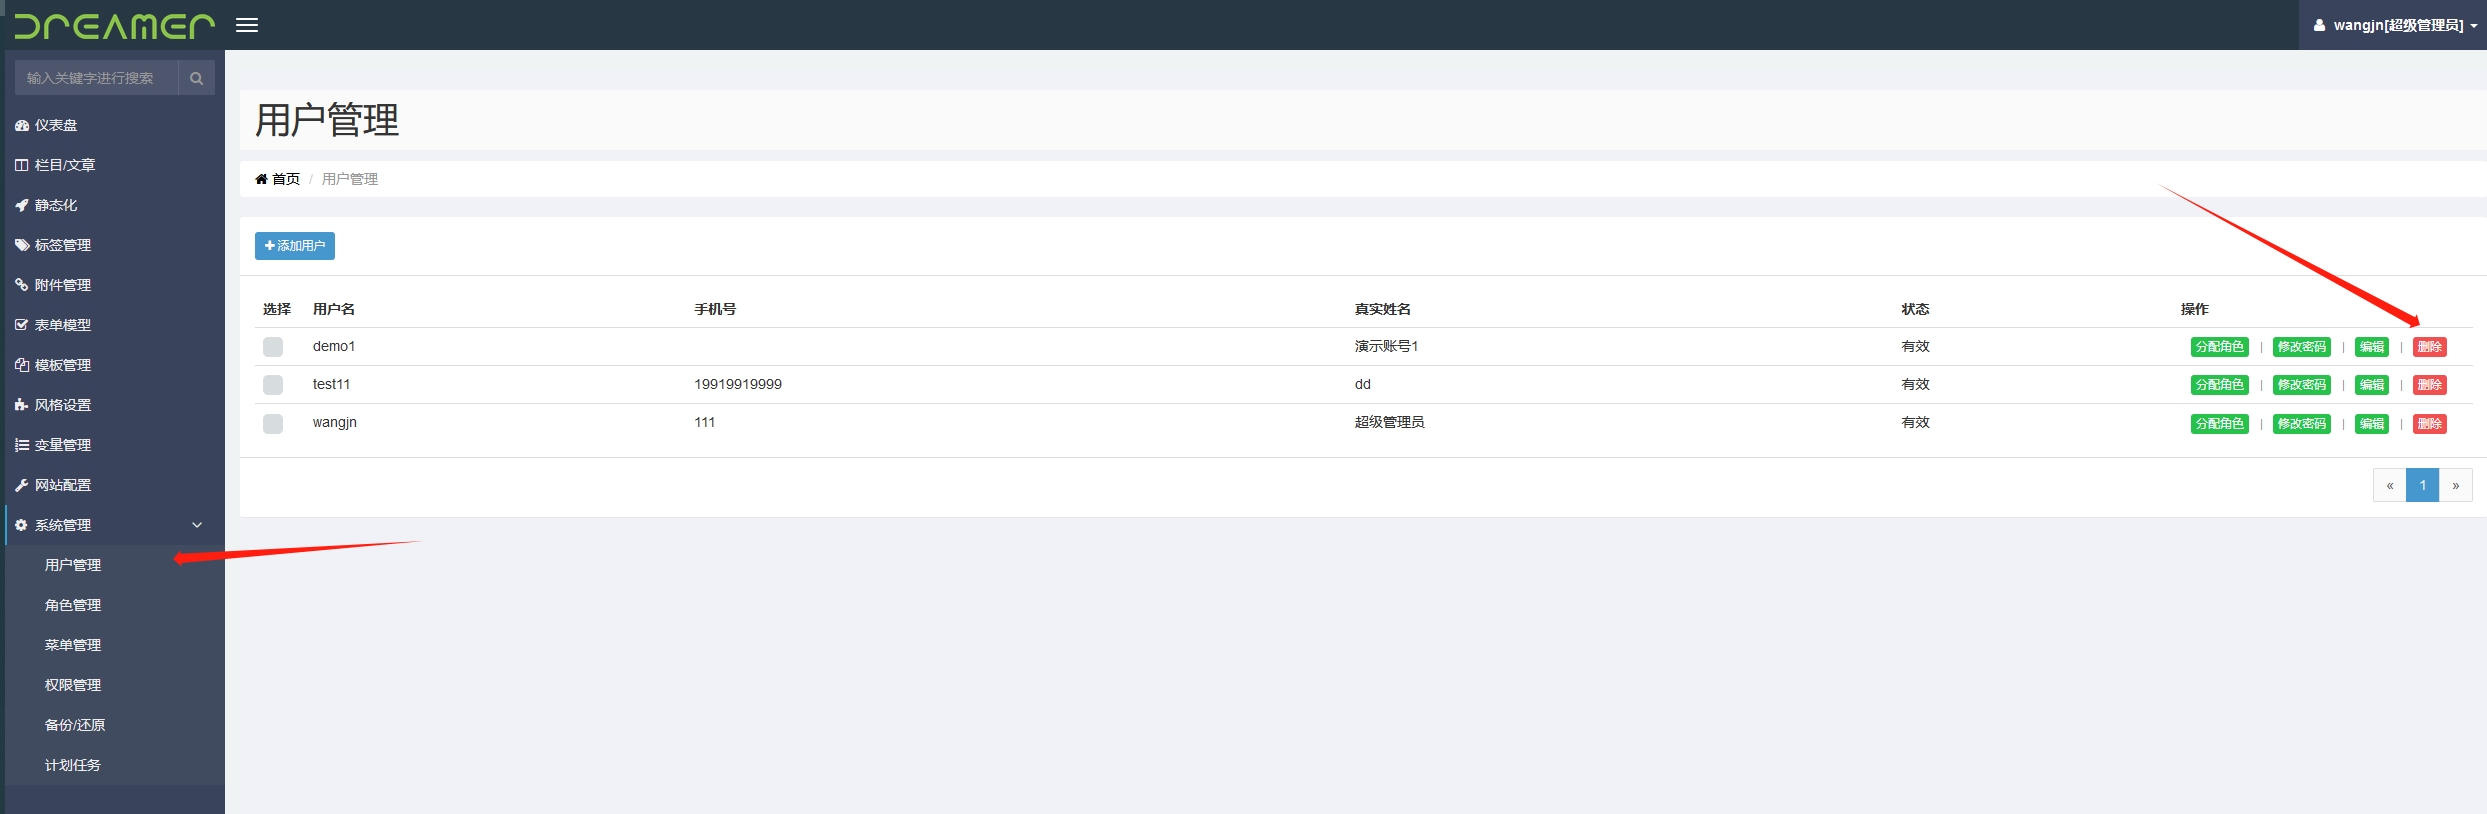 DREAMER
wangjn[超级管理员]
输入关键字进行搜索
仪表盘
栏目/文章
静态化
标签管理
附件管理
表单模型
模板管理
风格设置
变量管理
网站配置
系统管理
用户管理
角色管理
菜单管理
权限管理
备份/还原
计划任务
用户管理
首页 / 用户管理
添加用户
选择 用户名 手机号 真实姓名 状态 操作
demo1 演示账号1 有效 分配角色 | 修改密码 | 编辑 | 删除
test11 19919919999 dd 有效 分配角色 | 修改密码 | 编辑 | 删除
wangjn 111 超级管理员 有效 分配角色 | 修改密码 | 编辑 | 删除
« 1 »